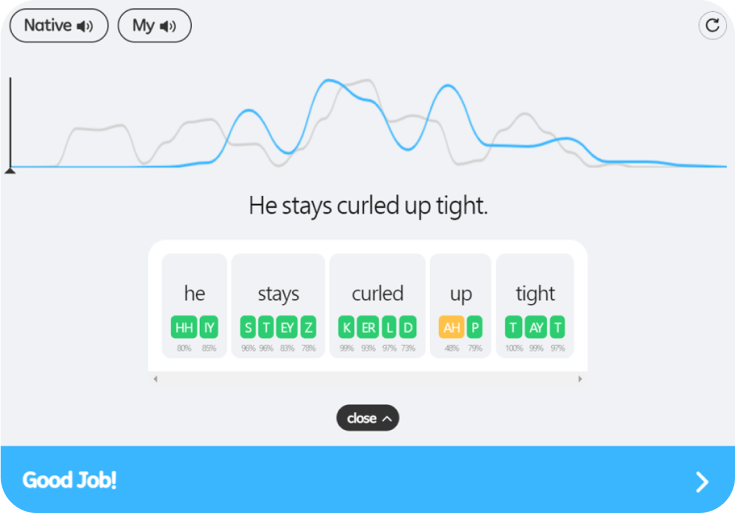 Native My
He stays curled up tight.
he stays curled up tight
HH IY S T EY Z K ER L D AH P T AY T
80% 85% 96% 96% 83% 78% 99% 93% 97% 73% 48% 79% 100% 99% 97%
close
Good Job!